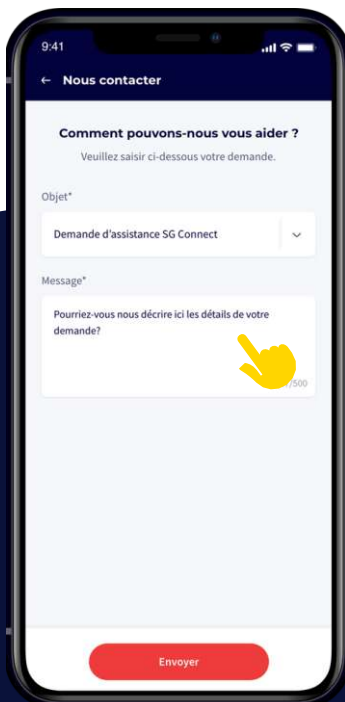 9:41
← Nous contacter
Comment pouvons-nous vous aider ?
Veuillez saisir ci-dessous votre demande.
Objet*
Demande d'assistance SG Connect
Message*
Pourriez-vous nous décrire ici les détails de votre
demande?
/500
Envoyer